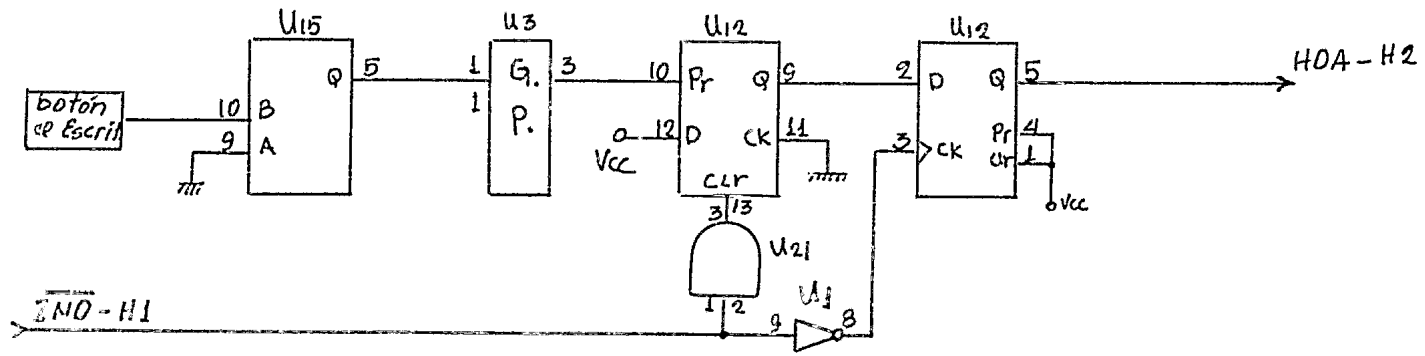 U15
U3
U12
U12
botón
de Escrit
10 B
9 A
Q 5
1
1
G.
P.
3
10 Pr
12 D
Vcc
Q 9
CK 11
CLr
3 13
2 D
3 CK
Q 5
Pr 4
Clr 1
Vcc
HOA-H2
U21
1 2
U1
9 8
-H1